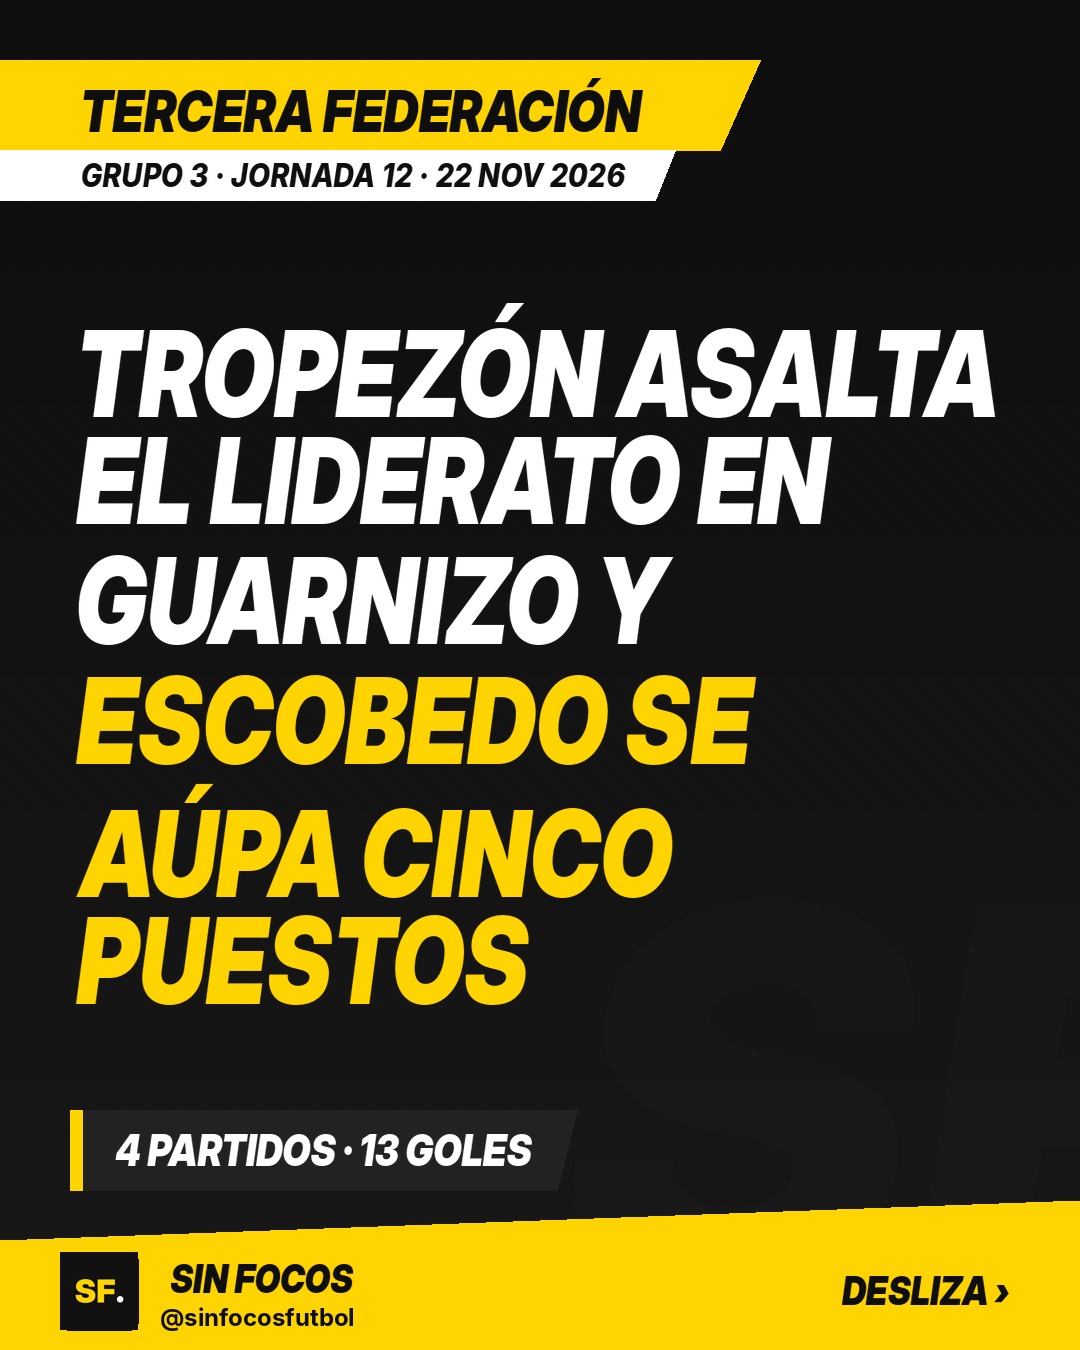 TERCERA FEDERACIÓN
GRUPO 3 · JORNADA 12 · 22 NOV 2026
TROPEZÓN ASALTA
EL LIDERATO EN
GUARNIZO Y
ESCOBEDO SE
AÚPA CINCO
PUESTOS
4 PARTIDOS · 13 GOLES
SF.
SIN FOCOS
@sinfocosfutbol
DESLIZA ›